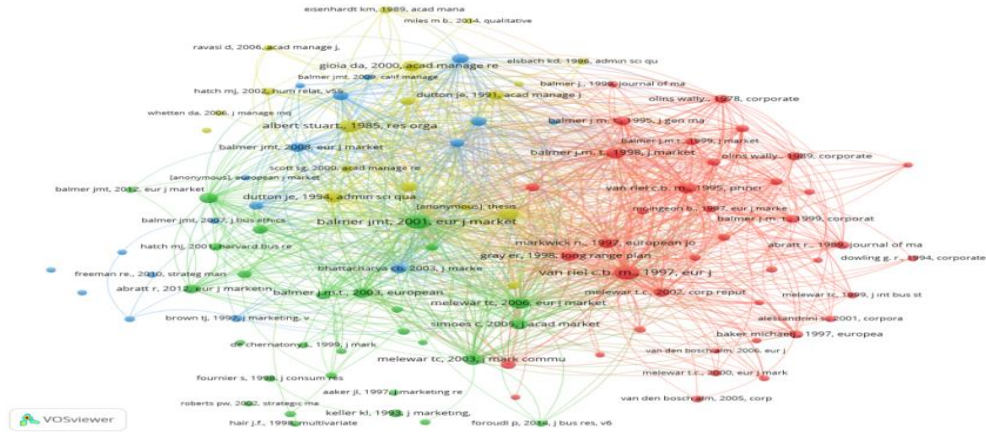 eisenhardt km, 1989, acad mana
miles m b., 2014, qualitative
ravasi d, 2006, acad manage j,
gioia da, 2000, acad manage re
elsbach kd, 1996, admin sci qu
balmer jmt, 2009, calif manage
hatch mj, 2002, hum relat, v55
dutton je, 1991, acad manage j
balmer j., 1998, journal of ma
olins wally., 1978, corporate
whetten da, 2006, j manage inq
albert stuart., 1985, res orga
balmer j.m. t., 1995, j gen ma
balmer jmt, 2008, eur j market
balmer j.m.t., 1999, j market
balmer j.m. t., 1998, j.market
olins wally., 1989, corporate
scott sg, 2000, acad manage re
[anonymous], european j market
balmer jmt, 2012, eur j market
dutton je, 1994, admin sci qua
van riel c.b. m., 1995, princi
[anonymous], thesis
balmer jmt, 2007, j bus ethics
balmer jmt, 2001, eur j market
mcjngeon b., 1997, eur j marke
balmer j.m. t., 1999, corporat
hatch mj, 2001, harvard bus re
markwick n., 1997, european jo
abratt r., 1989, journal of ma
gray er, 1998, long range plan
dowling g. r., 1994, corporate
freeman re., 2010, strateg man
bhattacharya cb, 2003, j marke
van riel c.b. m., 1997, eur j
abratt r, 2012, eur j marketin
balmer j.m.t., 2003, european
melewar t.c., 2002, corp reput
melewar tc, 1999, j int bus st
melewar tc, 2006, eur j market
brown tj, 1997, j marketing, v
simoes c, 2005, j acad market
alessandrini s., 2001, corpora
baker michael j., 1997, europea
de chernatony l., 1999, j mark
melewar tc, 2003, j mark commu
van den bosch alm, 2006, eur j
fournier s, 1998, j consum res
melewar t.c., 2000, eur j mark
aaker jl, 1997, j marketing re
roberts pw, 2002, strategic ma
van den bosch alm, 2005, corp
keller kl, 1993, j marketing,
hair j.f., 1998, multivariate
foroudi p, 2014, j bus res, v6
VOSviewer